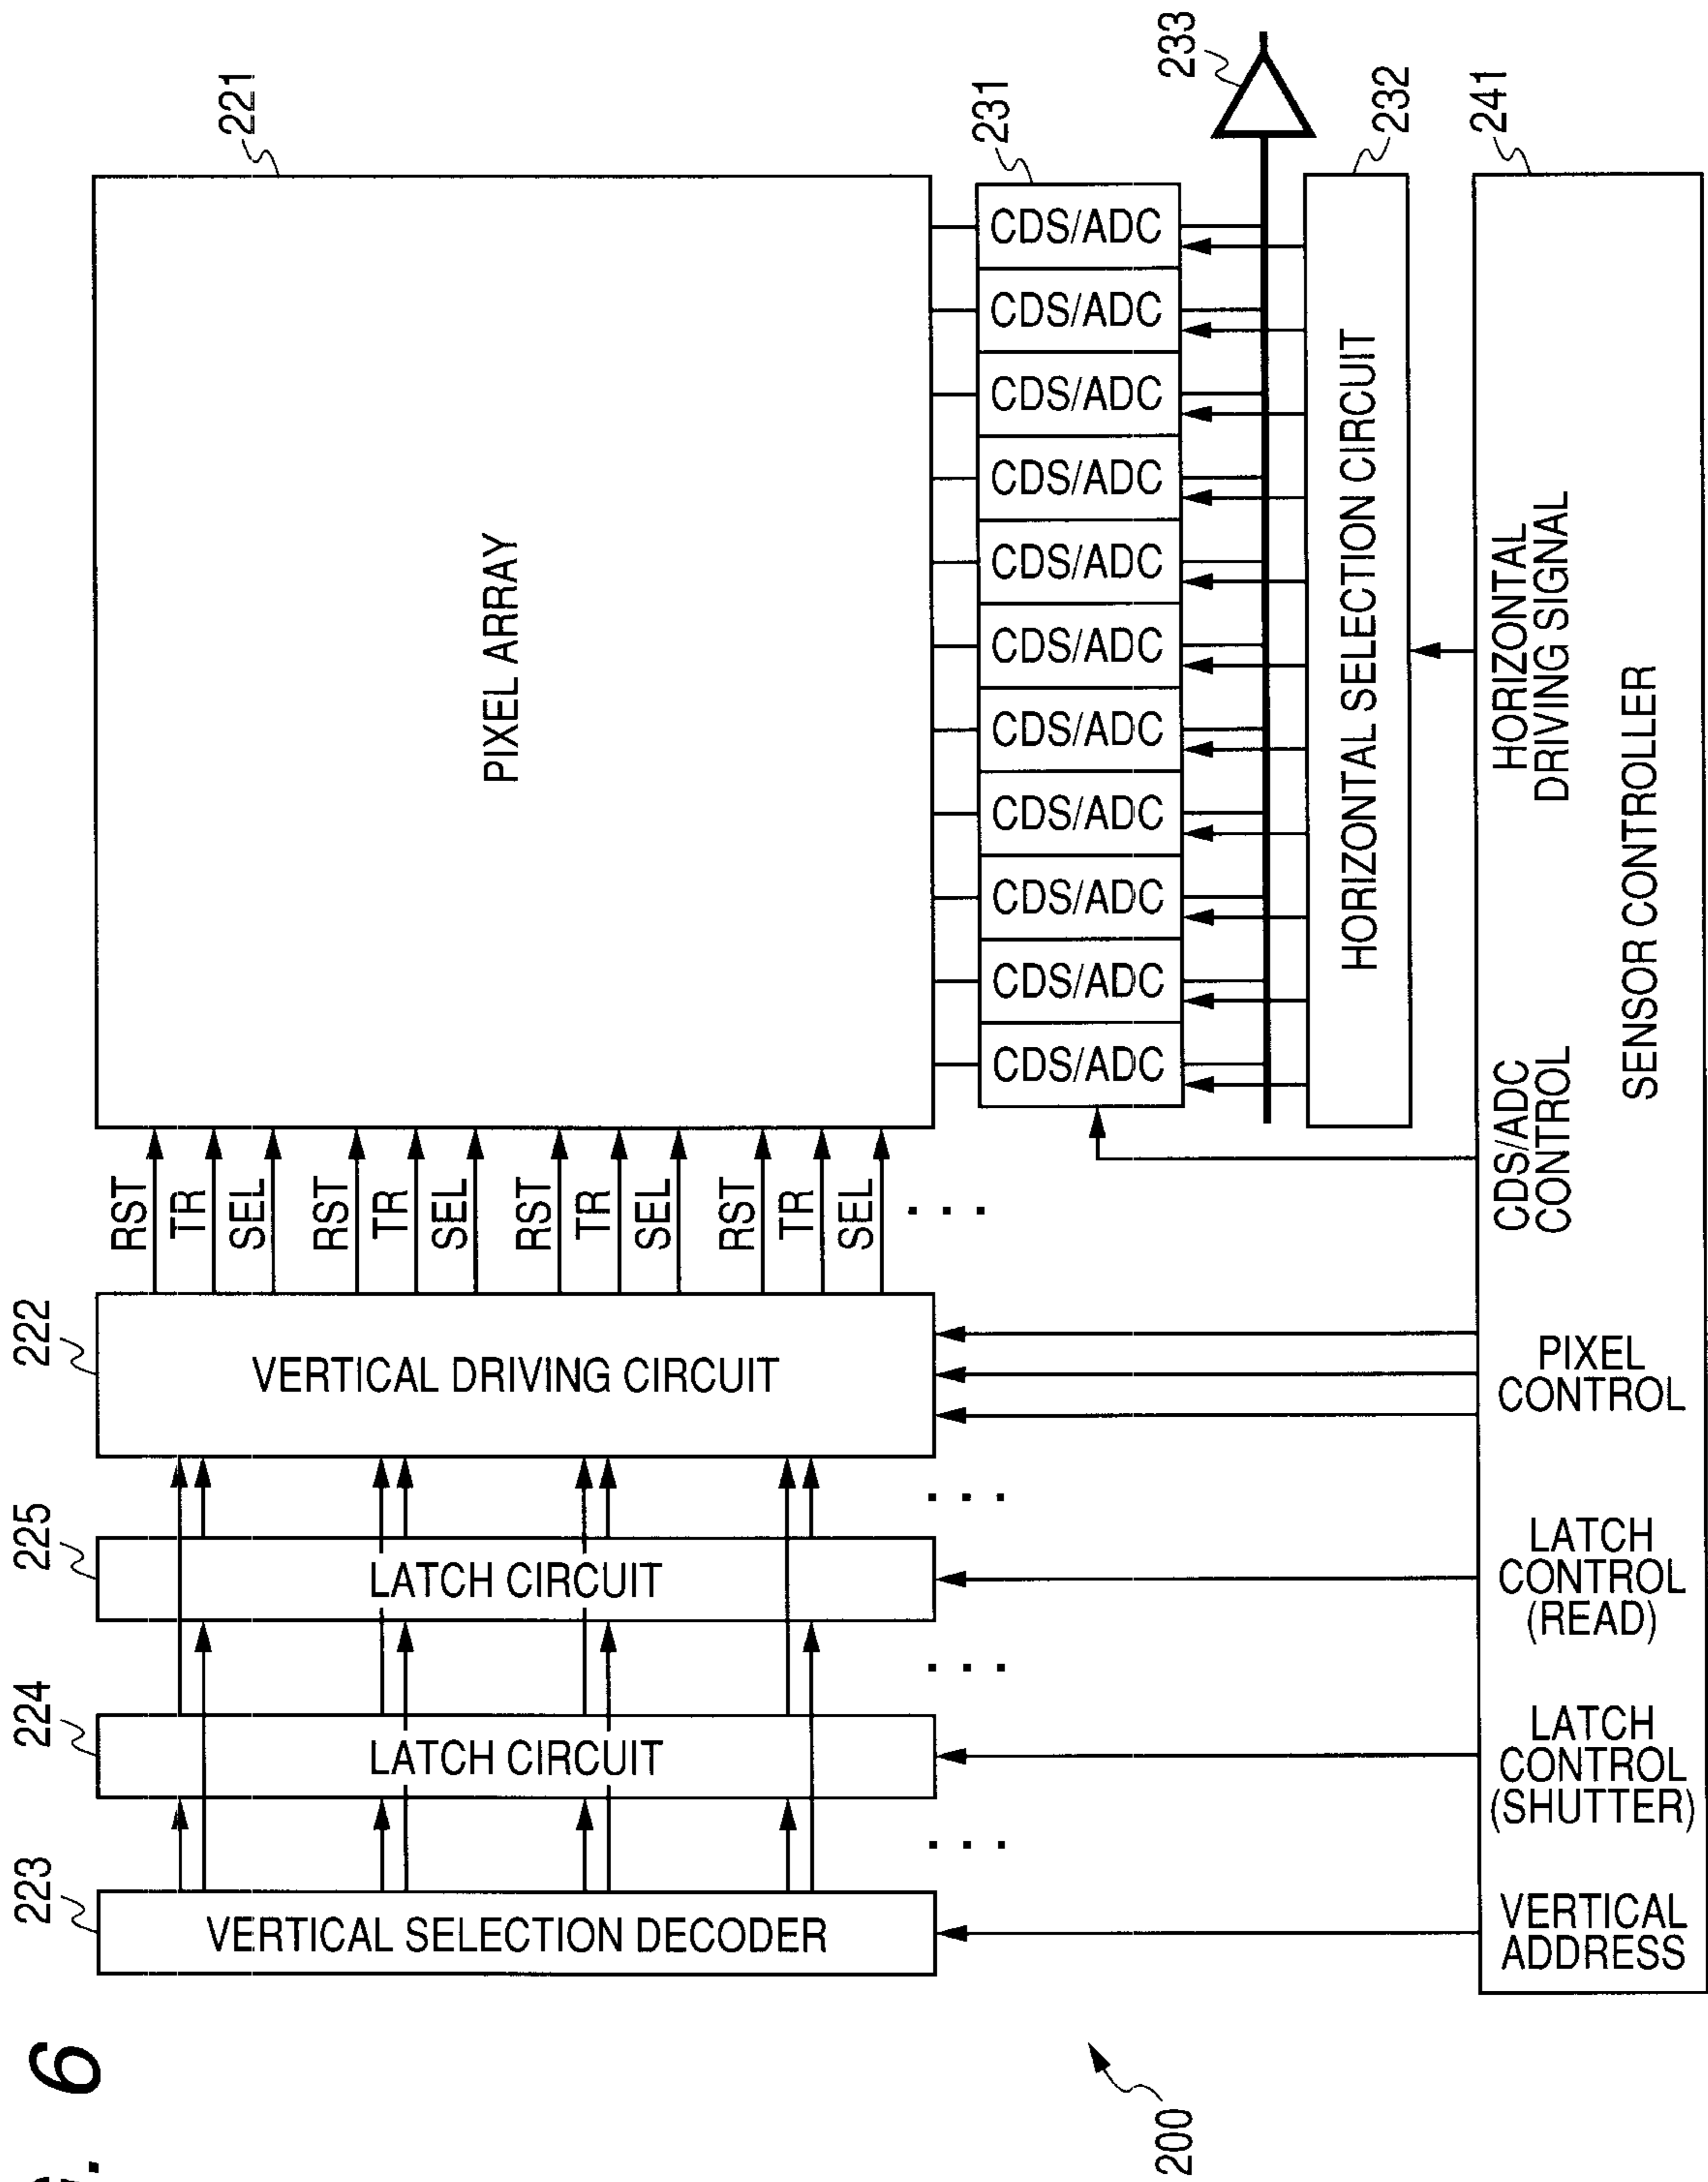 G. 6
200
223
224
225
222
221
VERTICAL SELECTION DECODER
LATCH CIRCUIT
LATCH CIRCUIT
VERTICAL DRIVING CIRCUIT
RST
TR
SEL
RST
TR
SEL
RST
TR
SEL
RST
TR
SEL
. . .
. . .
. . .
. . .
PIXEL ARRAY
231
CDS/ADC
CDS/ADC
CDS/ADC
CDS/ADC
CDS/ADC
CDS/ADC
CDS/ADC
CDS/ADC
CDS/ADC
CDS/ADC
CDS/ADC
233
HORIZONTAL SELECTION CIRCUIT
232
241
VERTICAL
ADDRESS
LATCH
CONTROL
(SHUTTER)
LATCH
CONTROL
(READ)
PIXEL
CONTROL
CDS/ADC
CONTROL
HORIZONTAL
DRIVING SIGNAL
SENSOR CONTROLLER